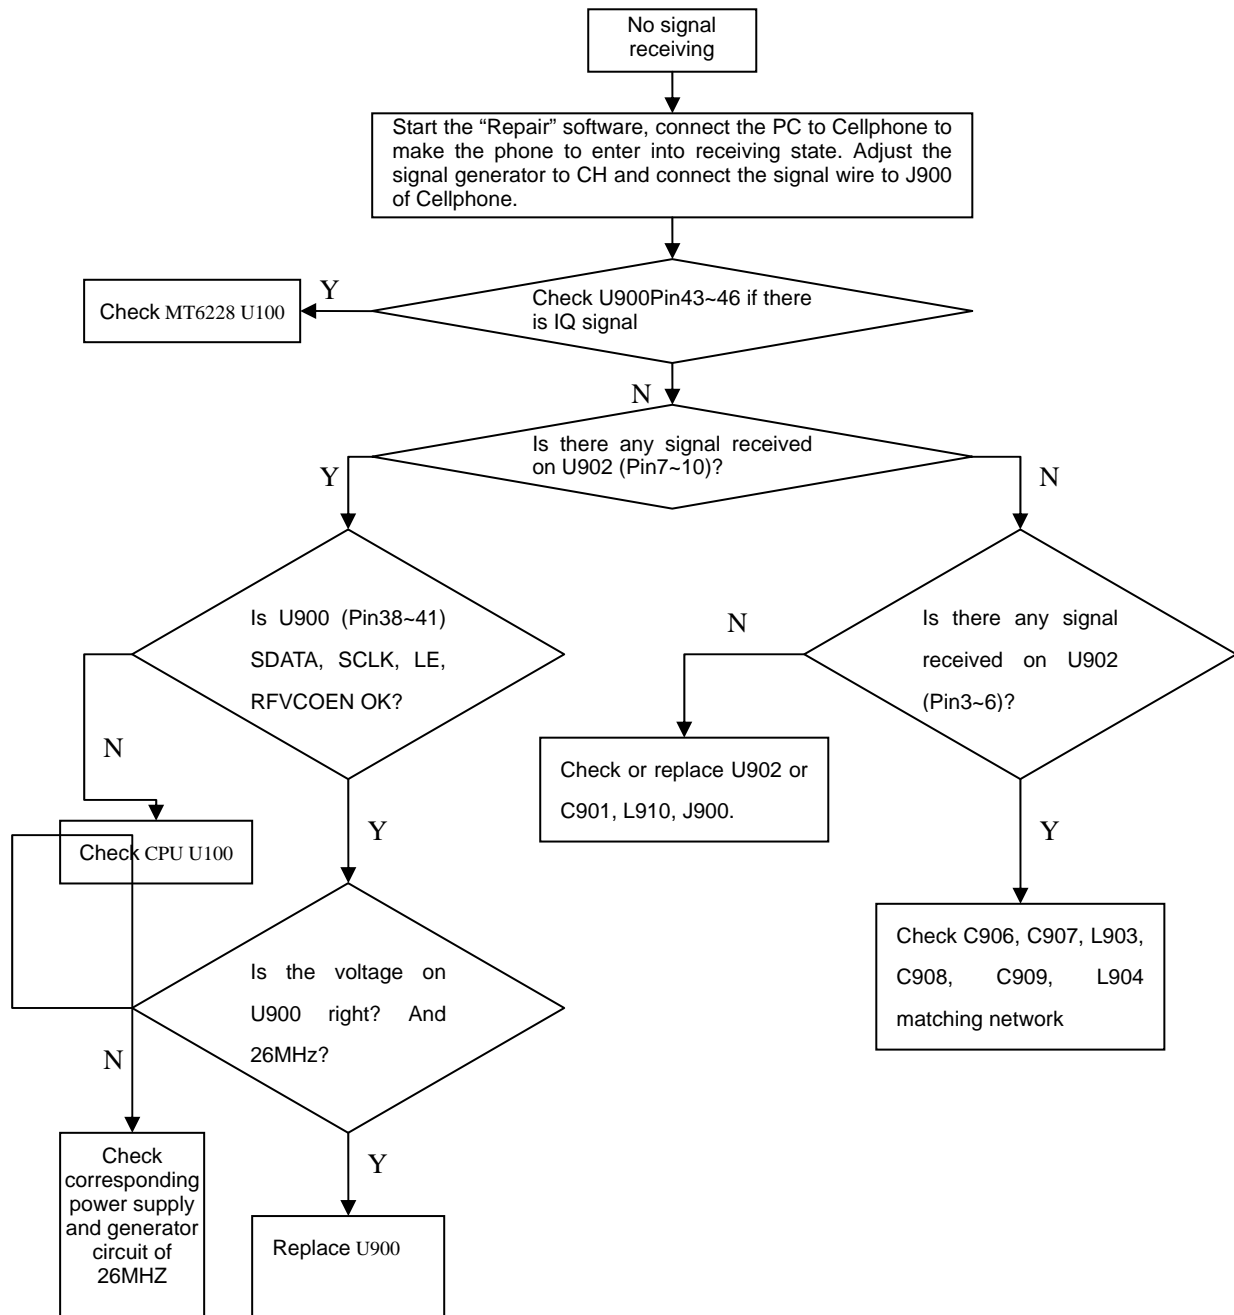 No signal
receiving
Start the “Repair” software, connect the PC to Cellphone to
make the phone to enter into receiving state. Adjust the
signal generator to CH and connect the signal wire to J900
of Cellphone.
Y
Check MT6228 U100
Check U900Pin43~46 if there
is IQ signal
N
Is there any signal received
on U902 (Pin7~10)?
Y
N
Is U900 (Pin38~41)
SDATA, SCLK, LE,
RFVCOEN OK?
N
Is there any signal
received on U902
(Pin3~6)?
N
Check or replace U902 or
C901, L910, J900.
Y
Y
Check CPU U100
Check C906, C907, L903,
C908, C909, L904
matching network
Is the voltage on
U900 right? And
26MHz?
N
Y
Check
corresponding
power supply
and generator
circuit of
26MHZ
Replace U900